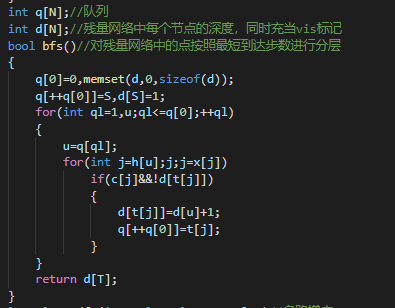 int q[N];//队列
int d[N];//残量网络中每个节点的深度，同时充当vis标记
bool bfs()//对残量网络中的点按照最短到达步数进行分层
{
    q[0]=0,memset(d,0,sizeof(d));
    q[++q[0]]=S,d[S]=1;
    for(int ql=1,u;ql<=q[0];++ql)
    {
        u=q[ql];
        for(int j=h[u];j;j=x[j])
            if(c[j]&&!d[t[j]])
            {
                d[t[j]]=d[u]+1;
                q[++q[0]]=t[j];
            }
    }
    return d[T];
}